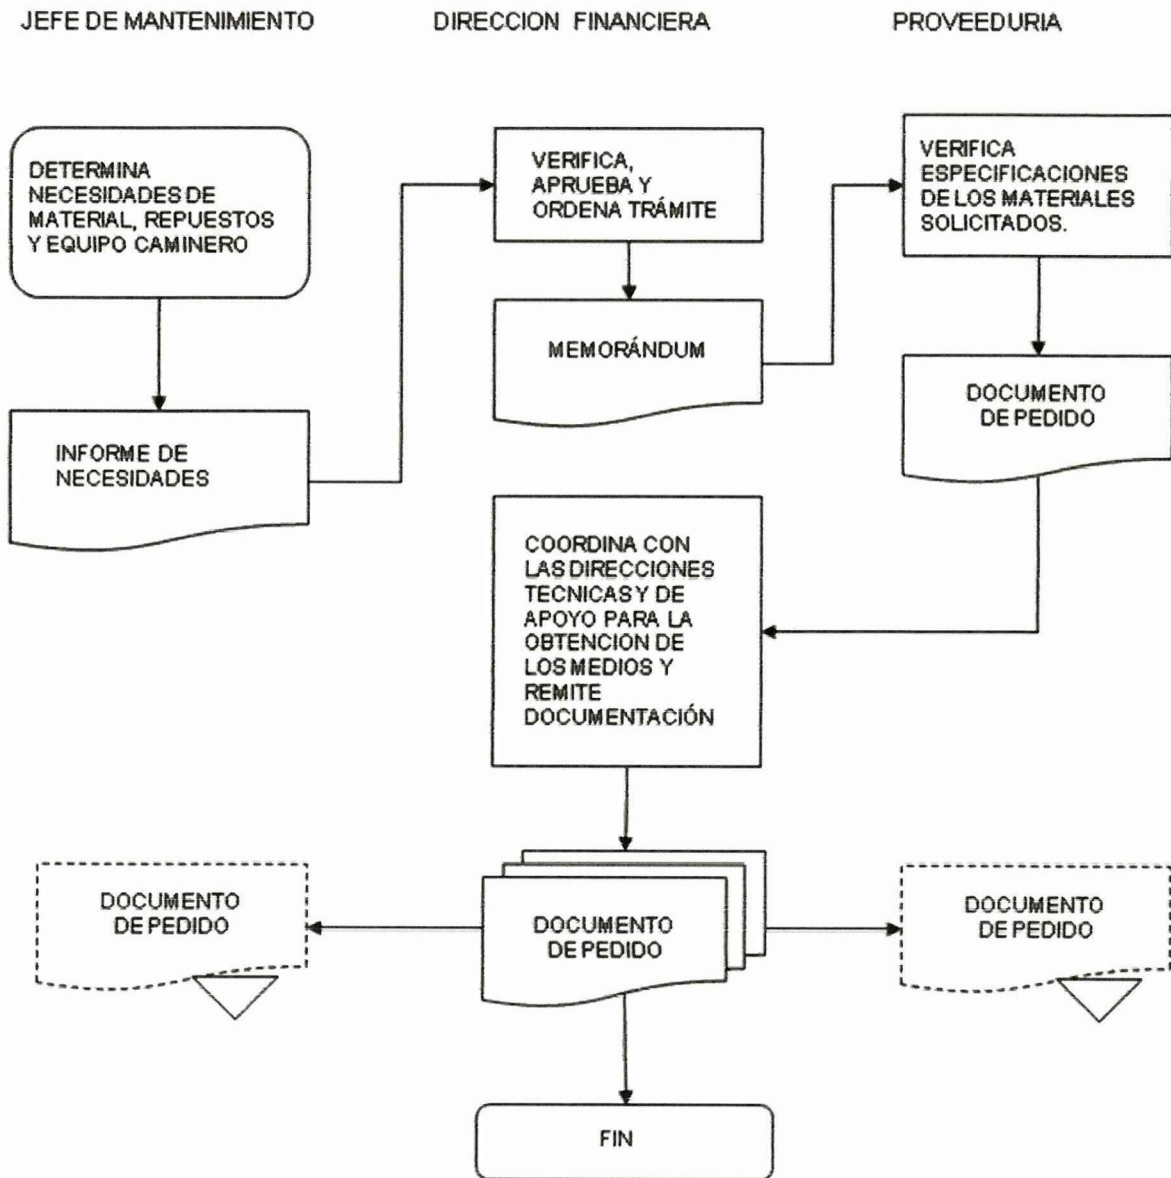 JEFE DE MANTENIMIENTO
DIRECCION FINANCIERA
PROVEEDURIA
DETERMINA
NECESIDADES DE
MATERIAL, REPUESTOS
Y EQUIPO CAMINERO
INFORME DE
NECESIDADES
VERIFICA,
APRUEBA Y
ORDENA TRÁMITE
MEMORÁNDUM
VERIFICA
ESPECIFICACIONES
DE LOS MATERIALES
SOLICITADOS.
DOCUMENTO
DE PEDIDO
COORDINA CON
LAS DIRECCIONES
TECNICAS Y DE
APOYO PARA LA
OBTENCION DE
LOS MEDIOS Y
REMITE
DOCUMENTACIÓN
DOCUMENTO
DE PEDIDO
DOCUMENTO
DE PEDIDO
DOCUMENTO
DE PEDIDO
FIN